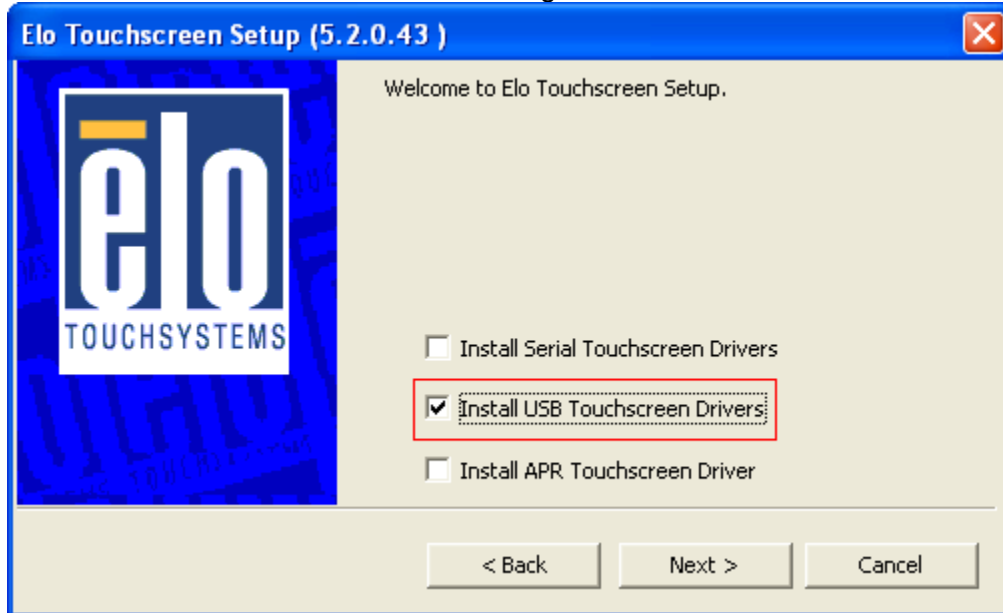 Elo Touchscreen Setup (5.2.0.43 )
Welcome to Elo Touchscreen Setup.
elo
TOUCHSYSTEMS
Install Serial Touchscreen Drivers
Install USB Touchscreen Drivers
Install APR Touchscreen Driver
< Back
Next >
Cancel